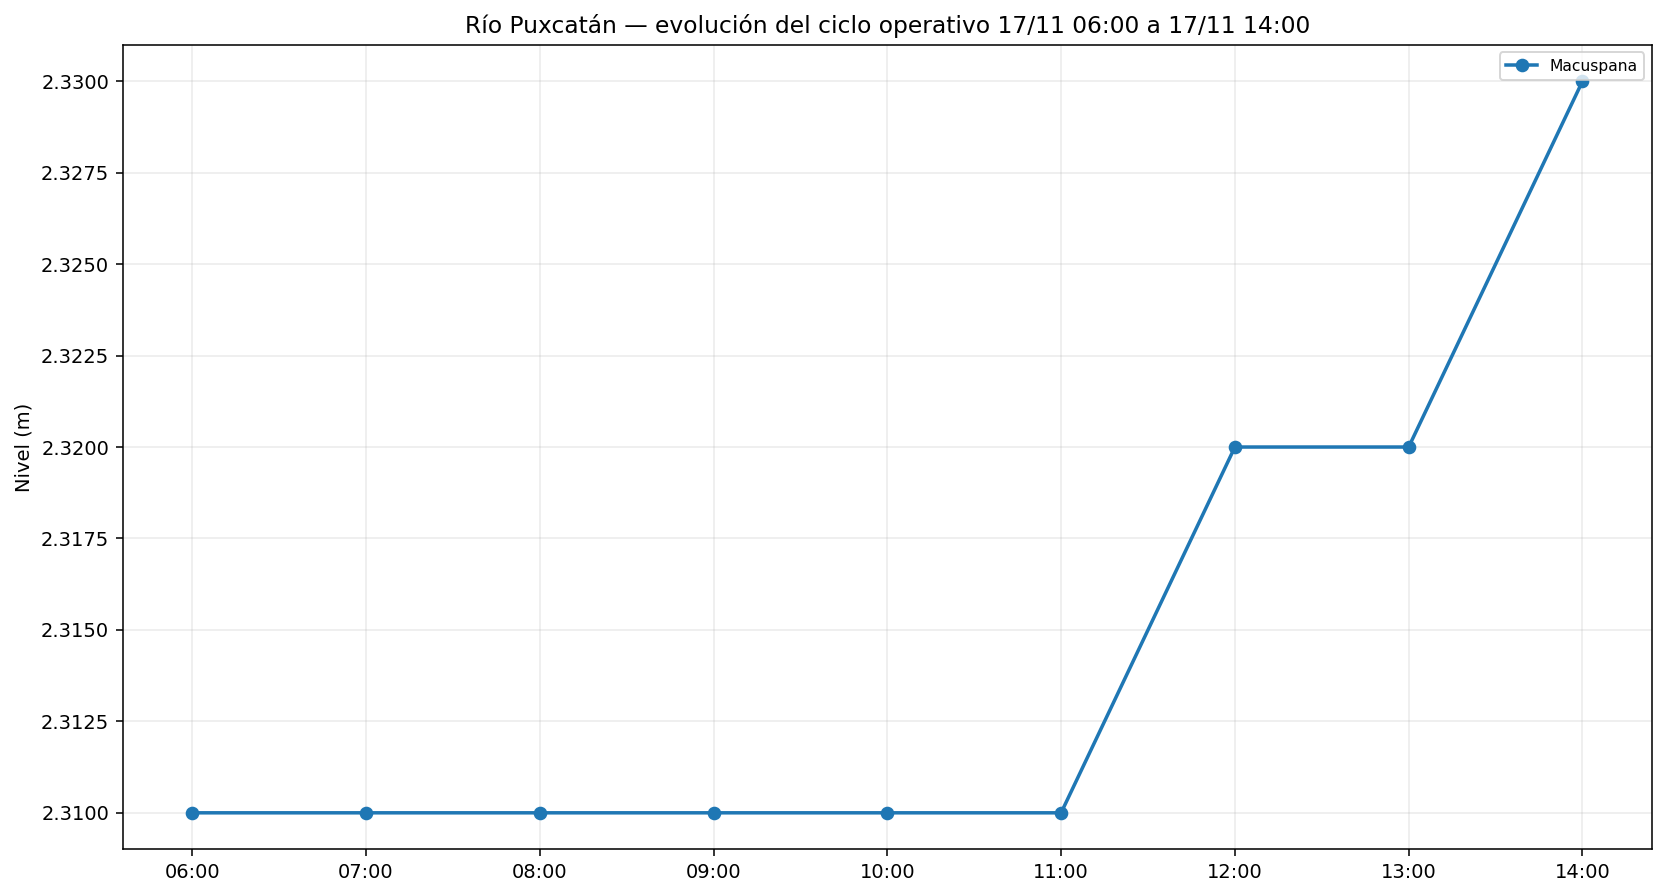 Río Puxcatán — evolución del ciclo operativo 17/11 06:00 a 17/11 14:00
Macuspana
2.3300
2.3275
2.3250
2.3225
2.3200
2.3175
2.3150
2.3125
2.3100
Nivel (m)
06:00 07:00 08:00 09:00 10:00 11:00 12:00 13:00 14:00